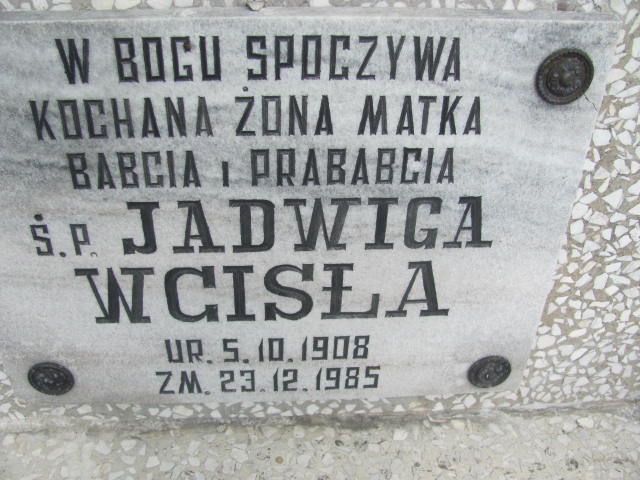 W BOGU SPOCZYWA
KOCHANA ŻONA MATKA
BABCIA i PRABABCIA
Ś.P. JADWIGA
WCISŁA
UR. 5.10.1908
ZM. 23.12.1985